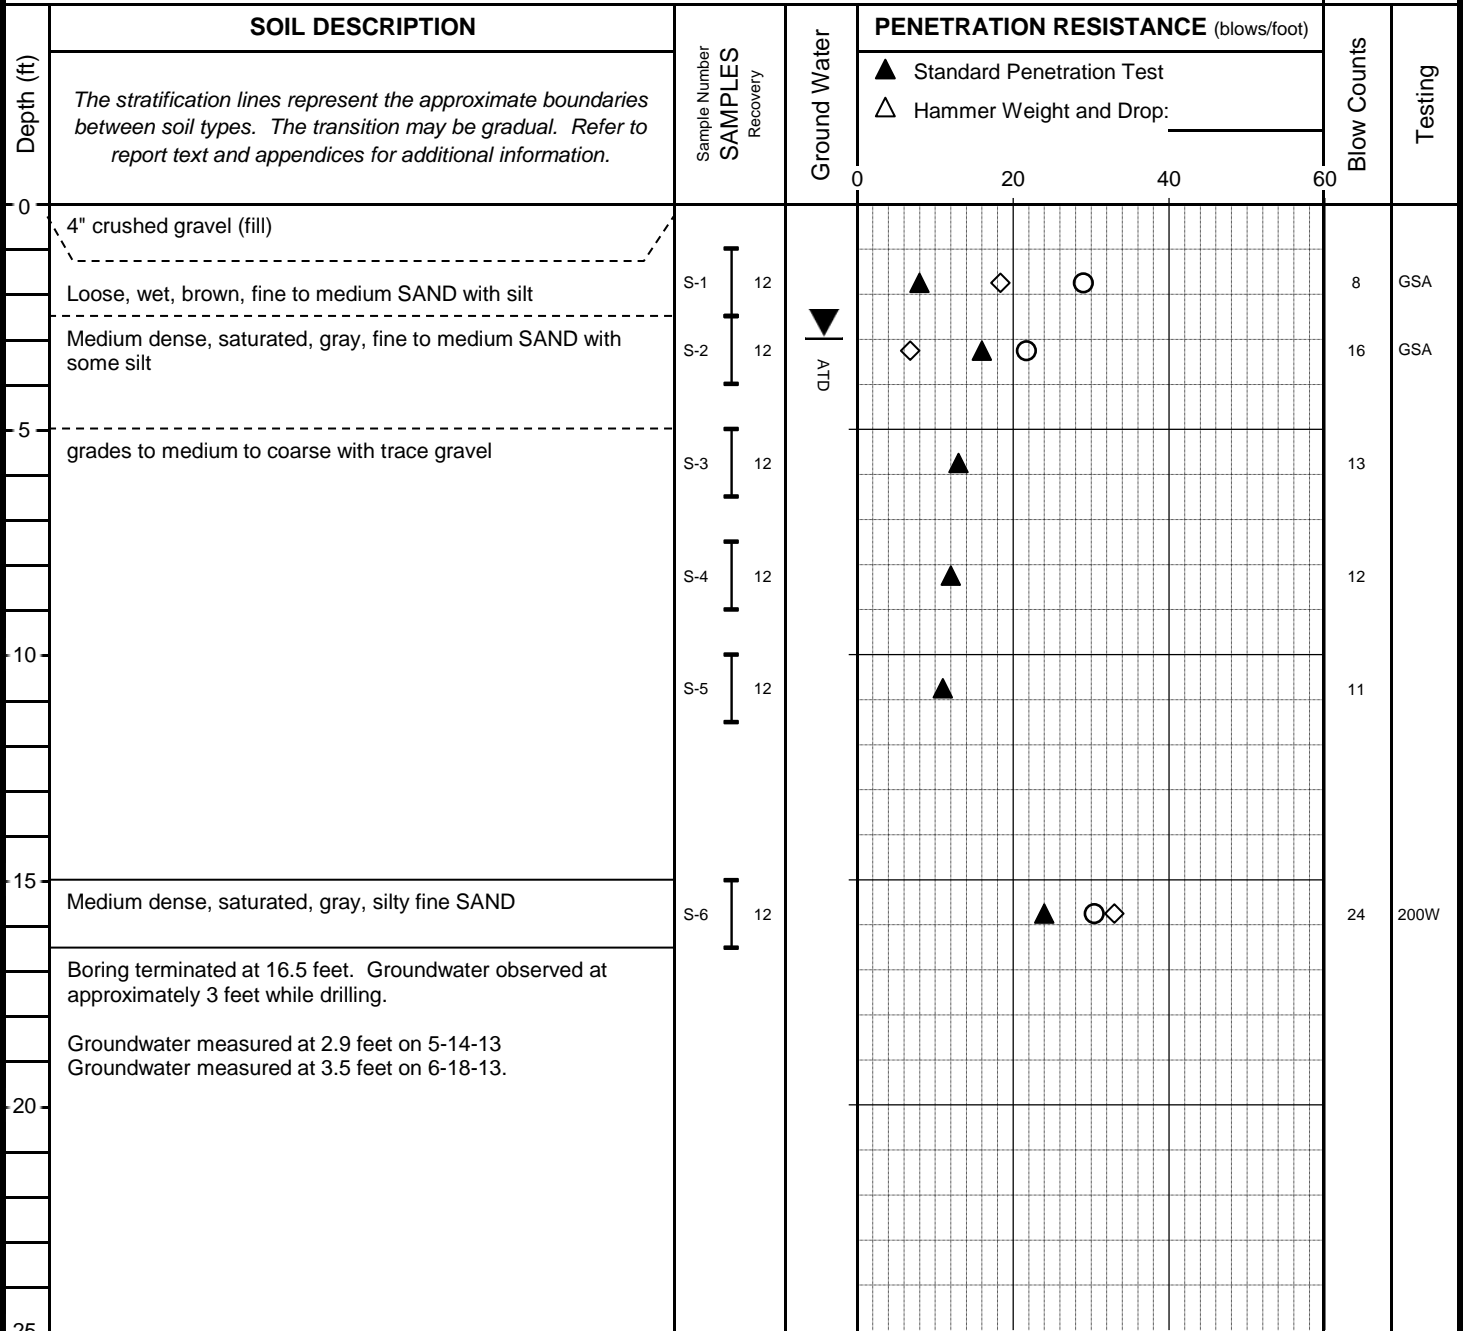 Depth (ft)
SOIL DESCRIPTION
The stratification lines represent the approximate boundaries
between soil types.  The transition may be gradual.  Refer to
report text and appendices for additional information.
Sample Number
SAMPLES
Recovery
Ground Water
PENETRATION RESISTANCE (blows/foot)
▲ Standard Penetration Test
△ Hammer Weight and Drop:
0 20 40 60
Blow Counts
Testing
0
4" crushed gravel (fill)
S-1 12 8 GSA
Loose, wet, brown, fine to medium SAND with silt
Medium dense, saturated, gray, fine to medium SAND with
some silt
S-2 12 16 GSA
ATD
5
grades to medium to coarse with trace gravel
S-3 12 13
S-4 12 12
10
S-5 12 11
15
Medium dense, saturated, gray, silty fine SAND
S-6 12 24 200W
Boring terminated at 16.5 feet.  Groundwater observed at
approximately 3 feet while drilling.
Groundwater measured at 2.9 feet on 5-14-13
Groundwater measured at 3.5 feet on 6-18-13.
20
25